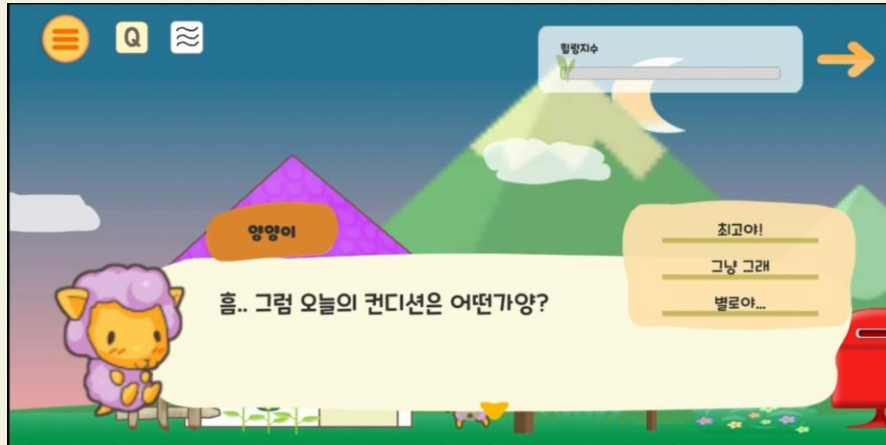 Q
힐링지수
양양이
흠.. 그럼 오늘의 컨디션은 어떤가양?
최고야!
그냥 그래
별로야...